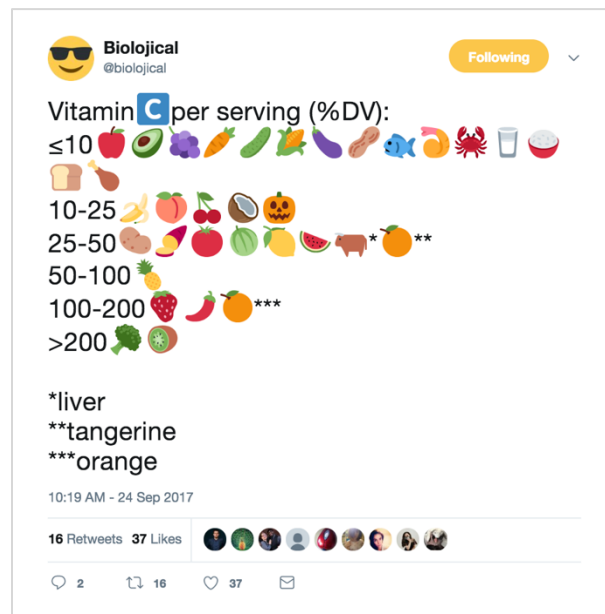 Biolojical
@biolojical
Following
Vitamin🅲per serving (%DV):
≤10🍎🥑🍇🥕🥒🌽🍆🥜🐟🍤🦀🥛🍚
🍞🍗
10-25🍌🍑🍒🥥🎃
25-50🥔🍠🍅🍈🍋🍉🐂*🍊**
50-100🍍
100-200🍓🌶🍊***
>200🥦🥝
*liver
**tangerine
***orange
10:19 AM - 24 Sep 2017
16 Retweets 37 Likes
2 16 37